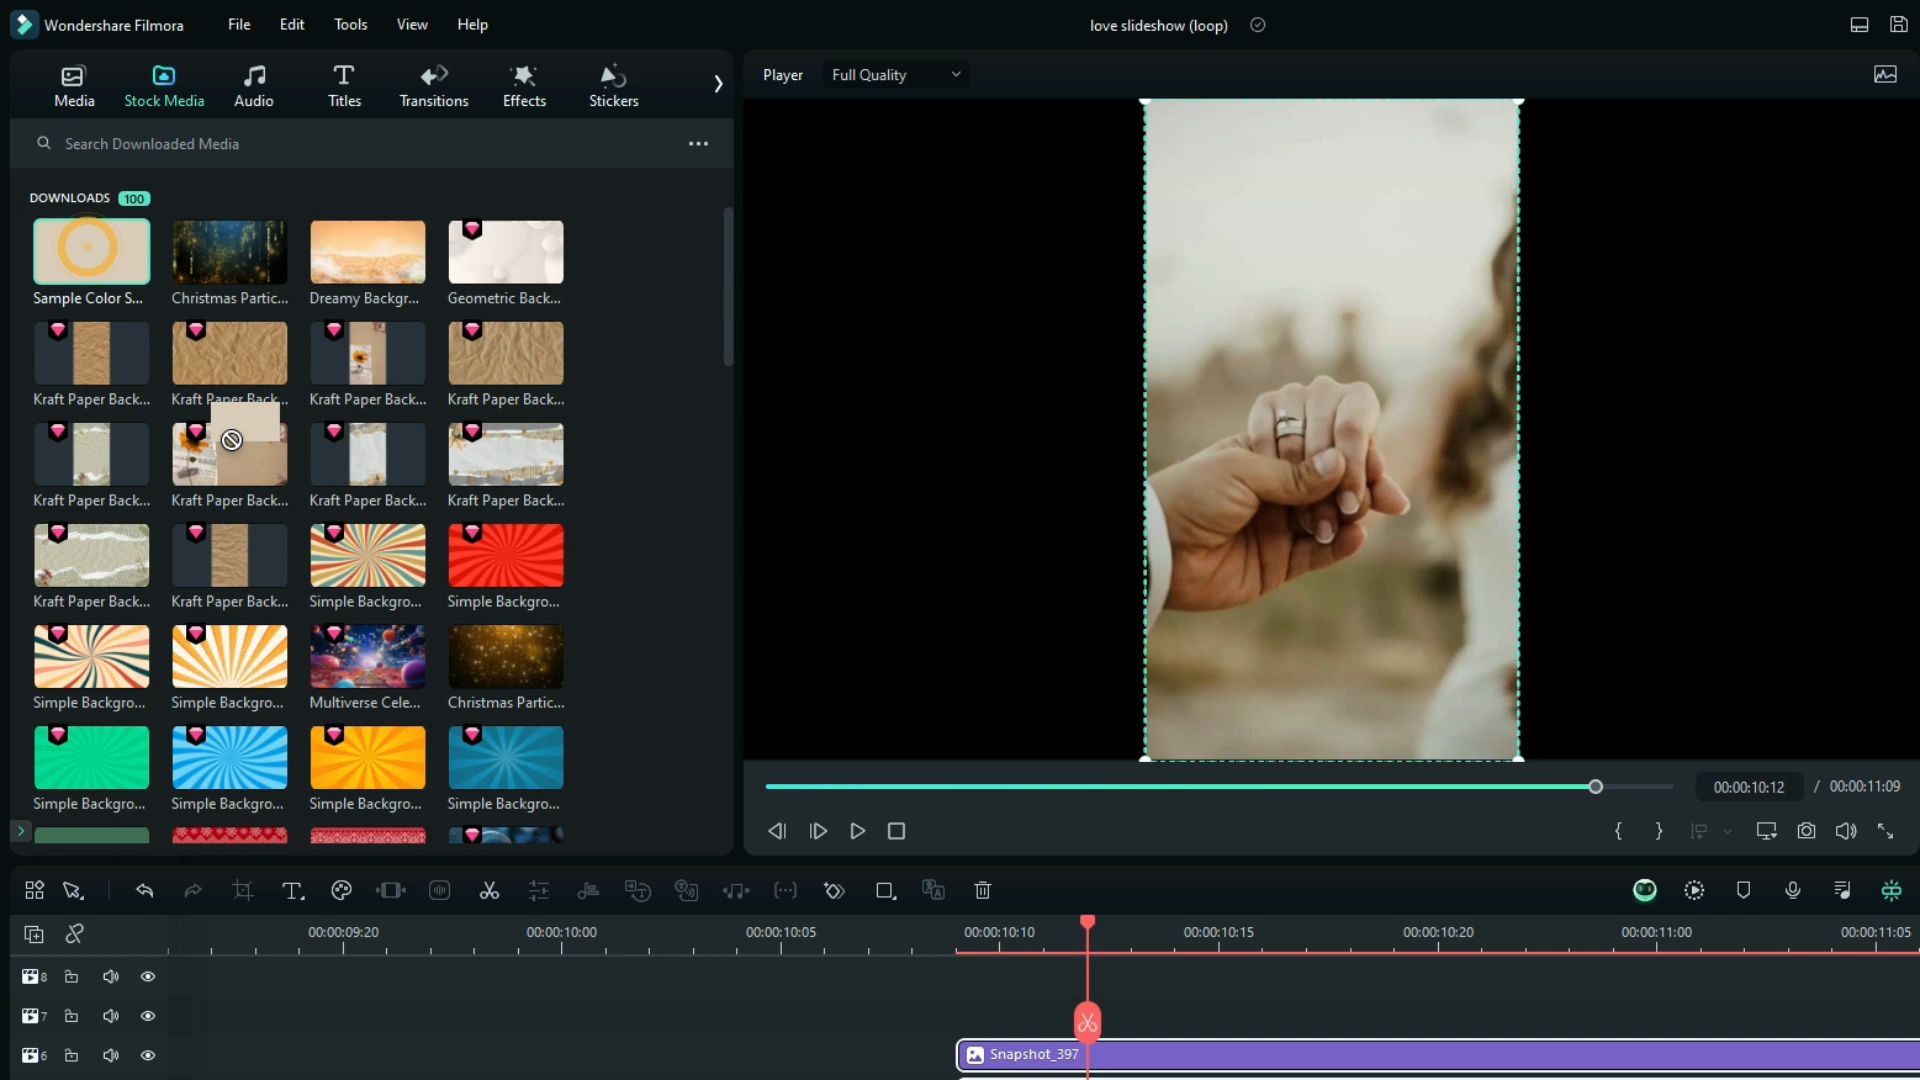 Wondershare Filmora
File
Edit
Tools
View
Help
love slideshow (loop)
Media
Stock Media
Audio
Titles
Transitions
Effects
Stickers
Player
Full Quality
Search Downloaded Media
DOWNLOADS 100
Sample Color S...
Christmas Partic...
Dreamy Backgr...
Geometric Back...
Kraft Paper Back...
Kraft Paper Back...
Kraft Paper Back...
Kraft Paper Back...
Kraft Paper Back...
Kraft Paper Back...
Kraft Paper Back...
Kraft Paper Back...
Kraft Paper Back...
Kraft Paper Back...
Simple Backgro...
Simple Backgro...
Simple Backgro...
Simple Backgro...
Multiverse Cele...
Christmas Partic...
Simple Backgro...
Simple Backgro...
Simple Backgro...
Simple Backgro...
00:00:10:12 / 00:00:11:09
00:00:09:20
00:00:10:00
00:00:10:05
00:00:10:10
00:00:10:15
00:00:10:20
00:00:11:00
00:00:11:05
8
7
6
Snapshot_397